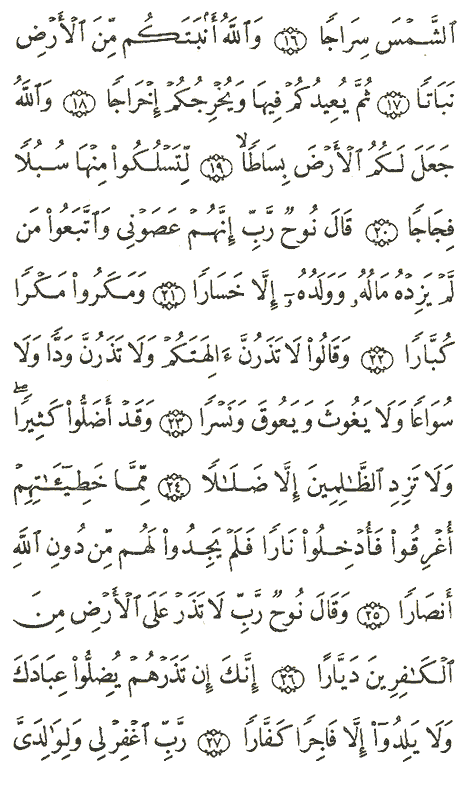 ٱلشَّمۡسَ سِرَاجٗا ١٦ وَٱللَّهُ أَنۢبَتَكُم مِّنَ ٱلۡأَرۡضِ
نَبَاتٗا ١٧ ثُمَّ يُعِيدُكُمۡ فِيهَا وَيُخۡرِجُكُمۡ إِخۡرَاجٗا ١٨ وَٱللَّهُ
جَعَلَ لَكُمُ ٱلۡأَرۡضَ بِسَاطٗا ۙ ١٩ لِّتَسۡلُكُواْ مِنۡهَا سُبُلٗا
فِجَاجٗا ٢٠ قَالَ نُوحٞ رَّبِّ إِنَّهُمۡ عَصَوۡنِي وَٱتَّبَعُواْ مَن
لَّمۡ يَزِدۡهُ مَالُهُۥ وَوَلَدُهُۥٓ إِلَّا خَسَارٗا ٢١ وَمَكَرُواْ مَكۡرٗا
كُبَّارٗا ٢٢ وَقَالُواْ لَا تَذَرُنَّ ءَالِهَتَكُمۡ وَلَا تَذَرُنَّ وَدّٗا وَلَا
سُوَاعٗا وَلَا يَغُوثَ وَيَعُوقَ وَنَسۡرٗا ٢٣ وَقَدۡ أَضَلُّواْ كَثِيرٗاۖ
وَلَا تَزِدِ ٱلظَّٰلِمِينَ إِلَّا ضَلَٰلٗا ٢٤ مِّمَّا خَطِيٓـَٰٔتِهِمۡ
أُغۡرِقُواْ فَأُدۡخِلُواْ نَارٗا فَلَمۡ يَجِدُواْ لَهُم مِّن دُونِ ٱللَّهِ
أَنصَارٗا ٢٥ وَقَالَ نُوحٞ رَّبِّ لَا تَذَرۡ عَلَى ٱلۡأَرۡضِ مِنَ
ٱلۡكَٰفِرِينَ دَيَّارًا ٢٦ إِنَّكَ إِن تَذَرۡهُمۡ يُضِلُّواْ عِبَادَكَ
وَلَا يَلِدُوٓاْ إِلَّا فَاجِرٗا كَفَّارٗا ٢٧ رَّبِّ ٱغۡفِرۡ لِي وَلِوَٰلِدَيَّ